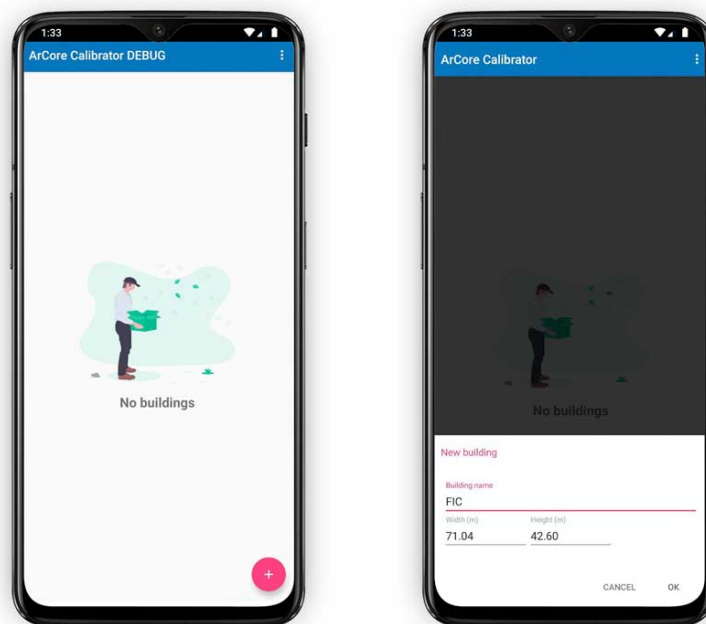 1:33
ArCore Calibrator DEBUG
No buildings
+
1:33
ArCore Calibrator
No buildings
New building
Building name
FIC
Width (m) Height (m)
71.04 42.60
CANCEL OK